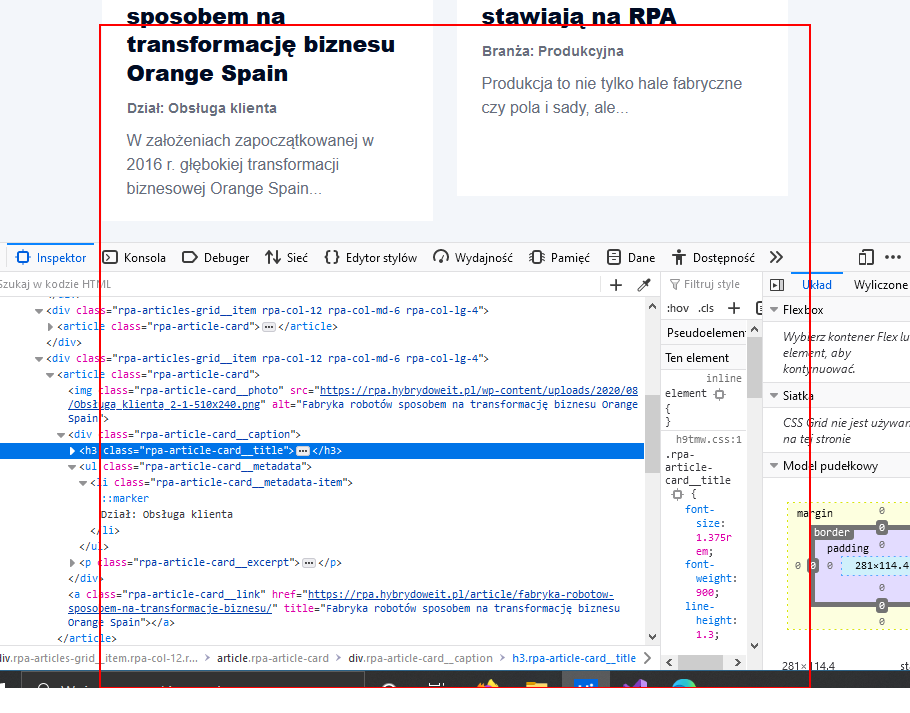 sposobem na
transformację biznesu
Orange Spain
Dział: Obsługa klienta
W założeniach zapoczątkowanej w
2016 r. głębokiej transformacji
biznesowej Orange Spain...
stawiają na RPA
Branża: Produkcyjna
Produkcja to nie tylko hale fabryczne
czy pola i sady, ale...
Inspektor Konsola Debuger Sieć Edytor stylów Wydajność Pamięć Dane Dostępność
Szukaj w kodzie HTML
<div class="rpa-articles-grid__item rpa-col-12 rpa-col-md-6 rpa-col-lg-4">
<article class="rpa-article-card"> </article>
</div>
<div class="rpa-articles-grid__item rpa-col-12 rpa-col-md-6 rpa-col-lg-4">
<article class="rpa-article-card">
<img class="rpa-article-card__photo" src="https://rpa.hybrydoweit.pl/wp-content/uploads/2020/08
/Obsługa_klienta_2-1-510x240.png" alt="Fabryka robotów sposobem na transformację biznesu Orange
Spain">
<div class="rpa-article-card__caption">
<h3 class="rpa-article-card__title"> </h3>
<ul class="rpa-article-card__metadata">
<li class="rpa-article-card__metadata-item">
::marker
Dział: Obsługa klienta
</li>
</ul>
<p class="rpa-article-card__excerpt"> </p>
</div>
<a class="rpa-article-card__link" href="https://rpa.hybrydoweit.pl/article/fabryka-robotow-
sposobem-na-transformacje-biznesu/" title="Fabryka robotów sposobem na transformację biznesu
Orange Spain"></a>
</article>
div.rpa-articles-grid__item.rpa-col-12.r... article.rpa-article-card div.rpa-article-card__caption h3.rpa-article-card__title
Filtruj style
:hov .cls
Pseudoelement
Ten element
inline
element
{
}
h9tmw.css:1
.rpa-
article-
card__title
{
font-
size:
1.375r
em;
font-
weight:
900;
line-
height:
1.3;
Układ Wyliczone
Flexbox
Wybierz kontener Flex lu
element, aby
kontynuować.
Siatka
CSS Grid nie jest używan
na tej stronie
Model pudełkowy
margin 0
border 0
padding 0
0 0 0 281×114.4
0
0
0
281×114.4 st